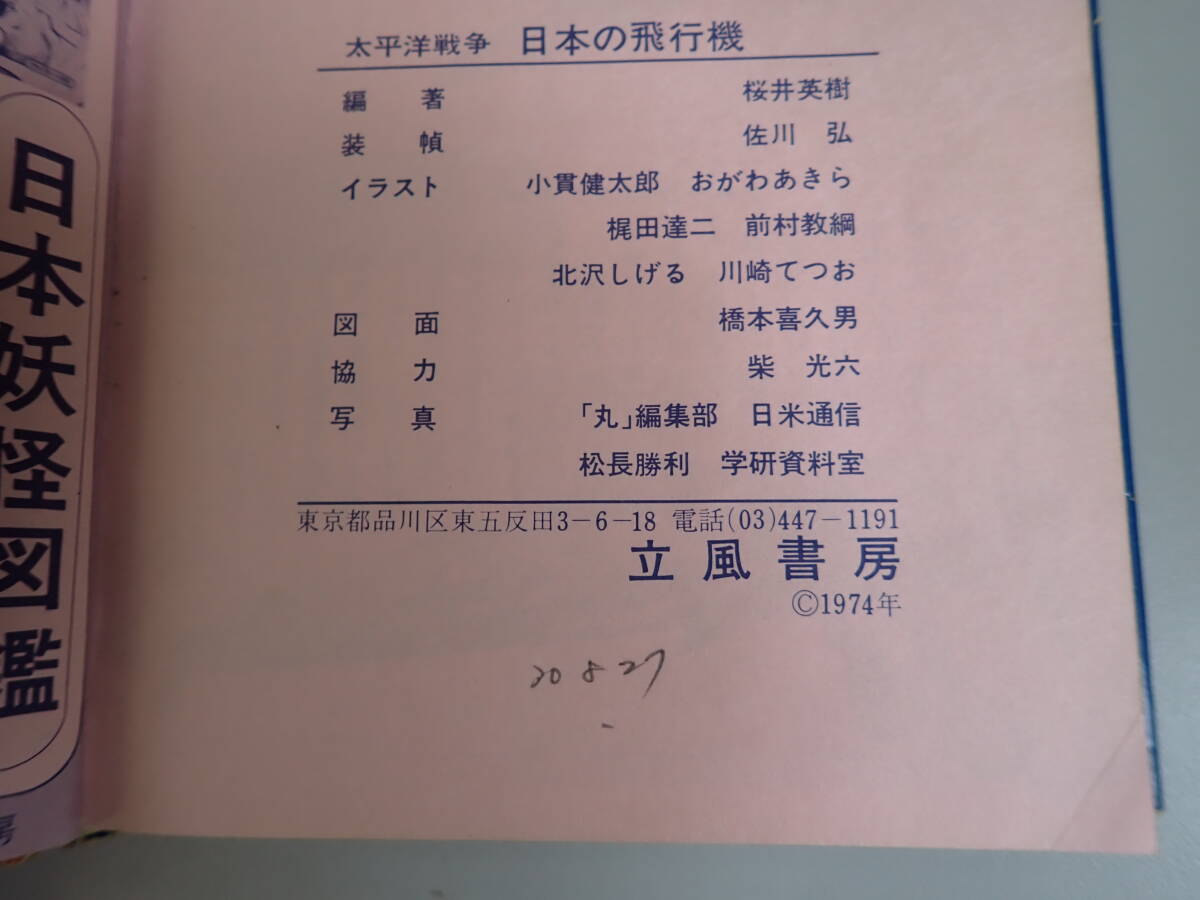 太平洋戦争 日本の飛行機
編著 桜井英樹
装幀 佐川 弘
イラスト 小貫健太郎 おがわあきら
梶田達二 前村教綱
北沢しげる 川崎てつお
図面 橋本喜久男
協力 柴 光六
写真 「丸」編集部 日米通信
松長勝利 学研資料室
東京都品川区東五反田3-6-18 電話(03)447-1191
立風書房
©1974年
20 8 27
日本妖怪図鑑
房